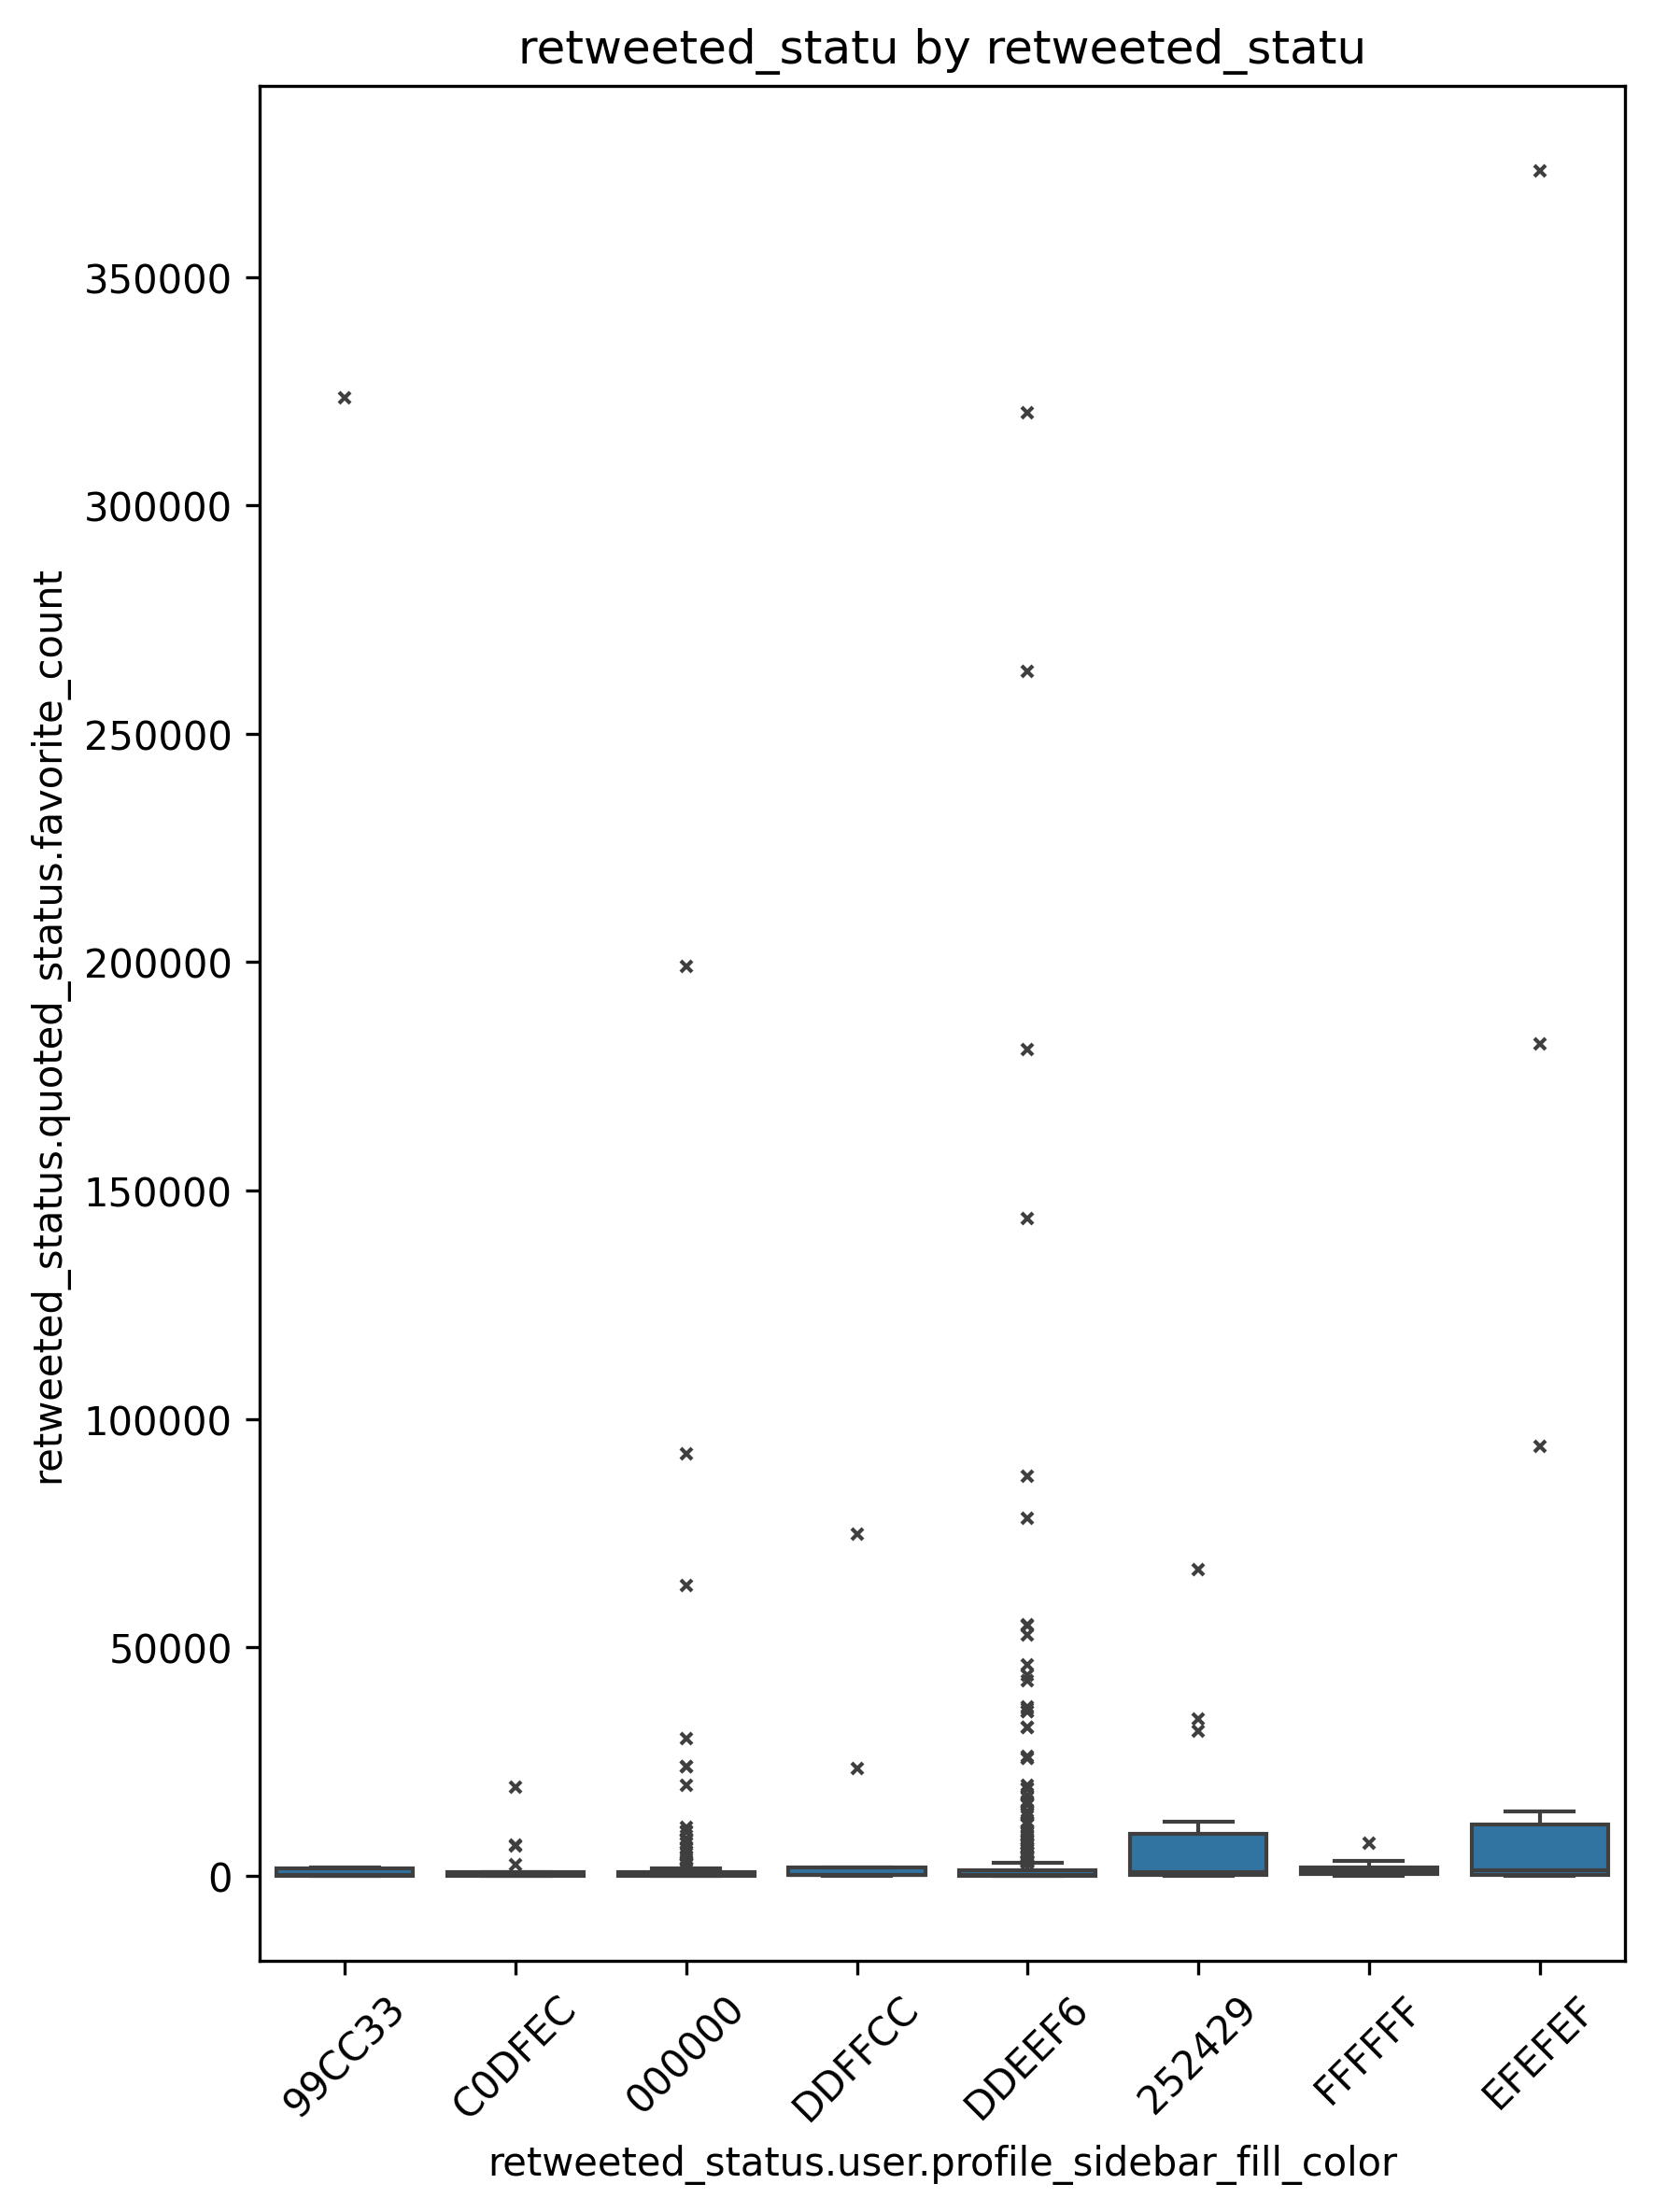 retweeted_statu by retweeted_statu
retweeted_status.quoted_status.favorite_count
350000
300000
250000
200000
150000
100000
50000
0
99CC33
C0DFEC
000000
DDFFCC
DDEEF6
252429
FFFFFF
EFEFEF
retweeted_status.user.profile_sidebar_fill_color